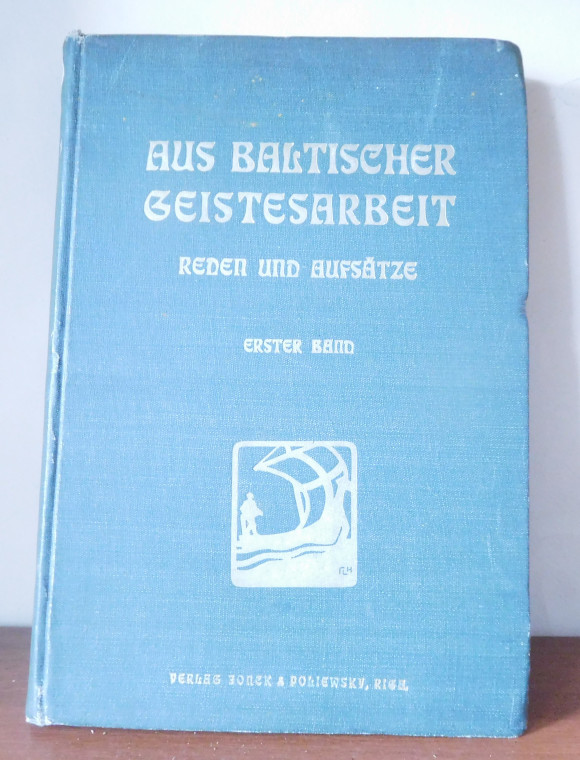 AUS BALTISCHER
GEISTESARBEIT
REDEN UND AUFSÄTZE
ERSTER BAND
VERLAG JONCK & POLIEWSKY, RIGA.